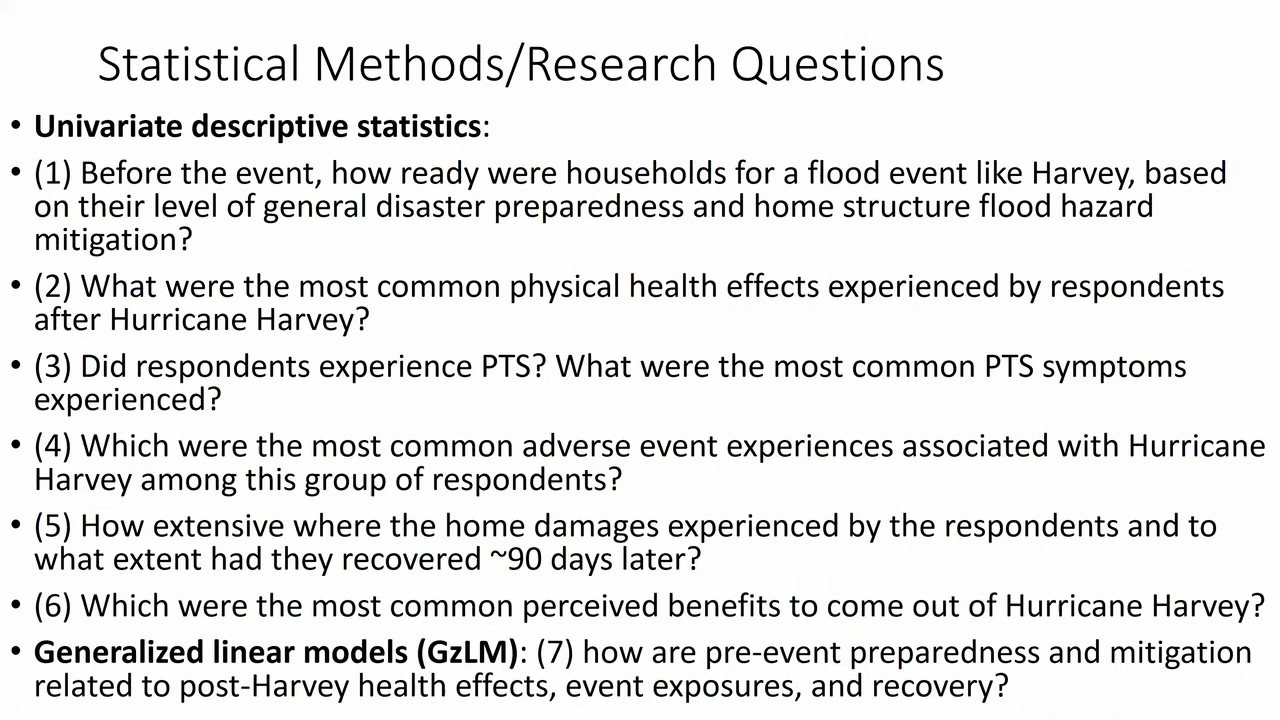 Statistical Methods/Research Questions
• Univariate descriptive statistics:
• (1) Before the event, how ready were households for a flood event like Harvey, based
on their level of general disaster preparedness and home structure flood hazard
mitigation?
• (2) What were the most common physical health effects experienced by respondents
after Hurricane Harvey?
• (3) Did respondents experience PTS? What were the most common PTS symptoms
experienced?
• (4) Which were the most common adverse event experiences associated with Hurricane
Harvey among this group of respondents?
• (5) How extensive where the home damages experienced by the respondents and to
what extent had they recovered ~90 days later?
• (6) Which were the most common perceived benefits to come out of Hurricane Harvey?
• Generalized linear models (GzLM): (7) how are pre-event preparedness and mitigation
related to post-Harvey health effects, event exposures, and recovery?